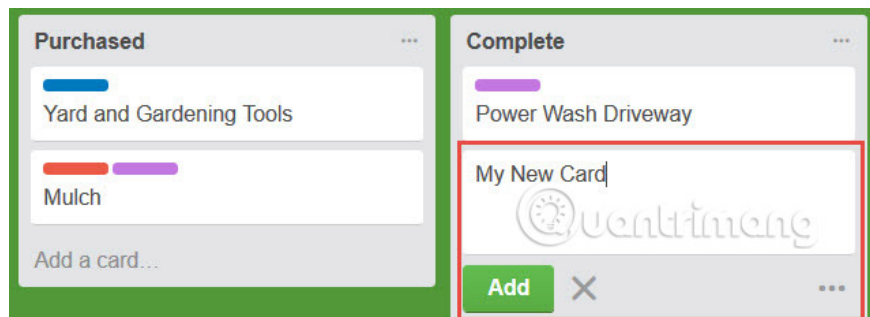 Purchased
Yard and Gardening Tools
Mulch
Add a card...
Complete
Power Wash Driveway
My New Card
Quantrimang
Add